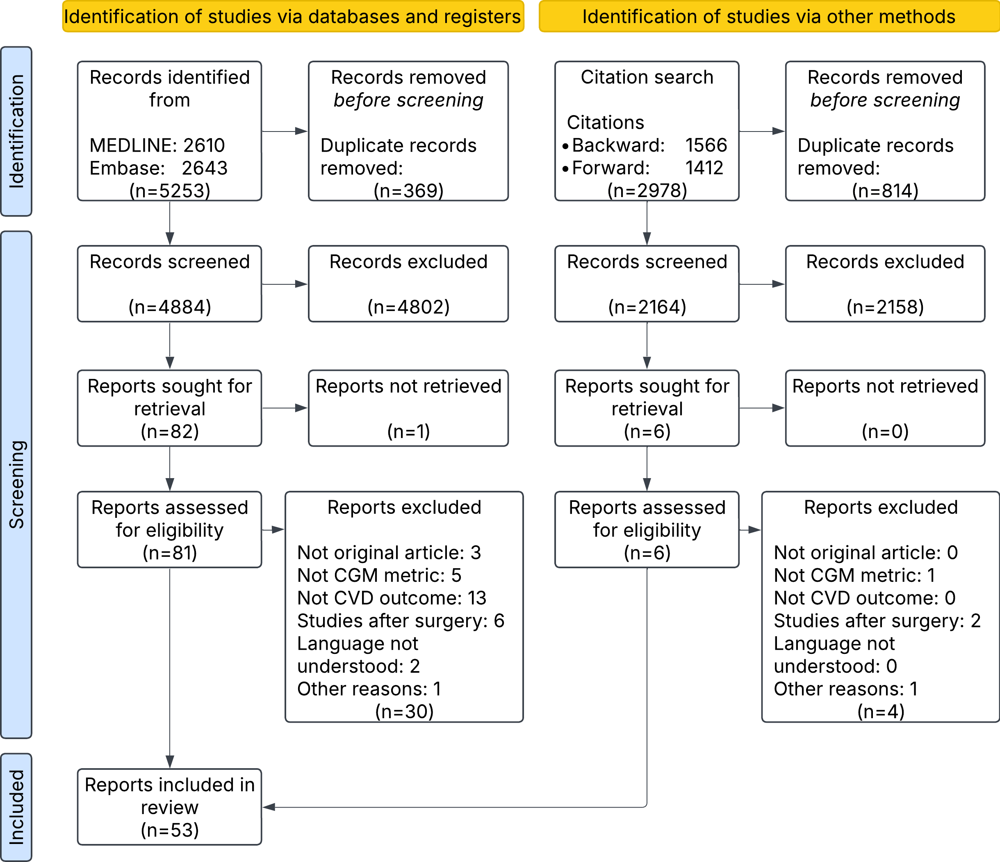 Identification of studies via databases and registers
Identification of studies via other methods
Identification
Records identified
from
MEDLINE: 2610
Embase: 2643
(n=5253)
Records removed
before screening
Duplicate records
removed:
(n=369)
Citation search
Citations
• Backward: 1566
• Forward: 1412
(n=2978)
Records removed
before screening
Duplicate records
removed:
(n=814)
Screening
Records screened
(n=4884)
Records excluded
(n=4802)
Records screened
(n=2164)
Records excluded
(n=2158)
Reports sought for
retrieval
(n=82)
Reports not retrieved
(n=1)
Reports sought for
retrieval
(n=6)
Reports not retrieved
(n=0)
Reports assessed
for eligibility
(n=81)
Reports excluded
Not original article: 3
Not CGM metric: 5
Not CVD outcome: 13
Studies after surgery: 6
Language not
understood: 2
Other reasons: 1
(n=30)
Reports assessed
for eligibility
(n=6)
Reports excluded
Not original article: 0
Not CGM metric: 1
Not CVD outcome: 0
Studies after surgery: 2
Language not
understood: 0
Other reasons: 1
(n=4)
Included
Reports included in
review
(n=53)